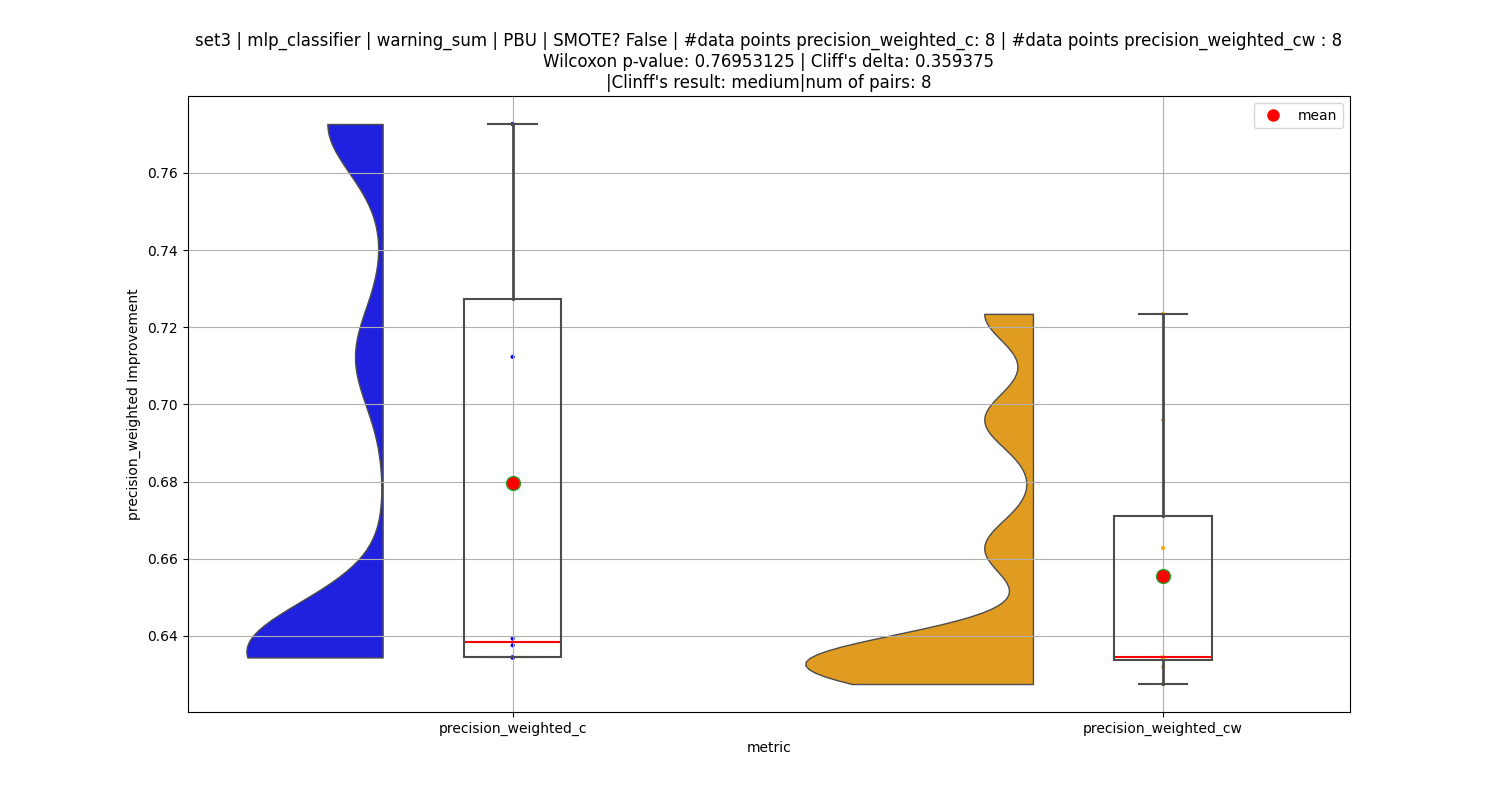 set3 | mlp_classifier | warning_sum | PBU | SMOTE? False | #data points precision_weighted_c: 8 | #data points precision_weighted_cw : 8
Wilcoxon p-value: 0.76953125 | Cliff's delta: 0.359375
|Clinff's result: medium|num of pairs: 8
mean
0.76
0.74
0.72
0.70
0.68
0.66
0.64
precision_weighted Improvement
precision_weighted_c
precision_weighted_cw
metric